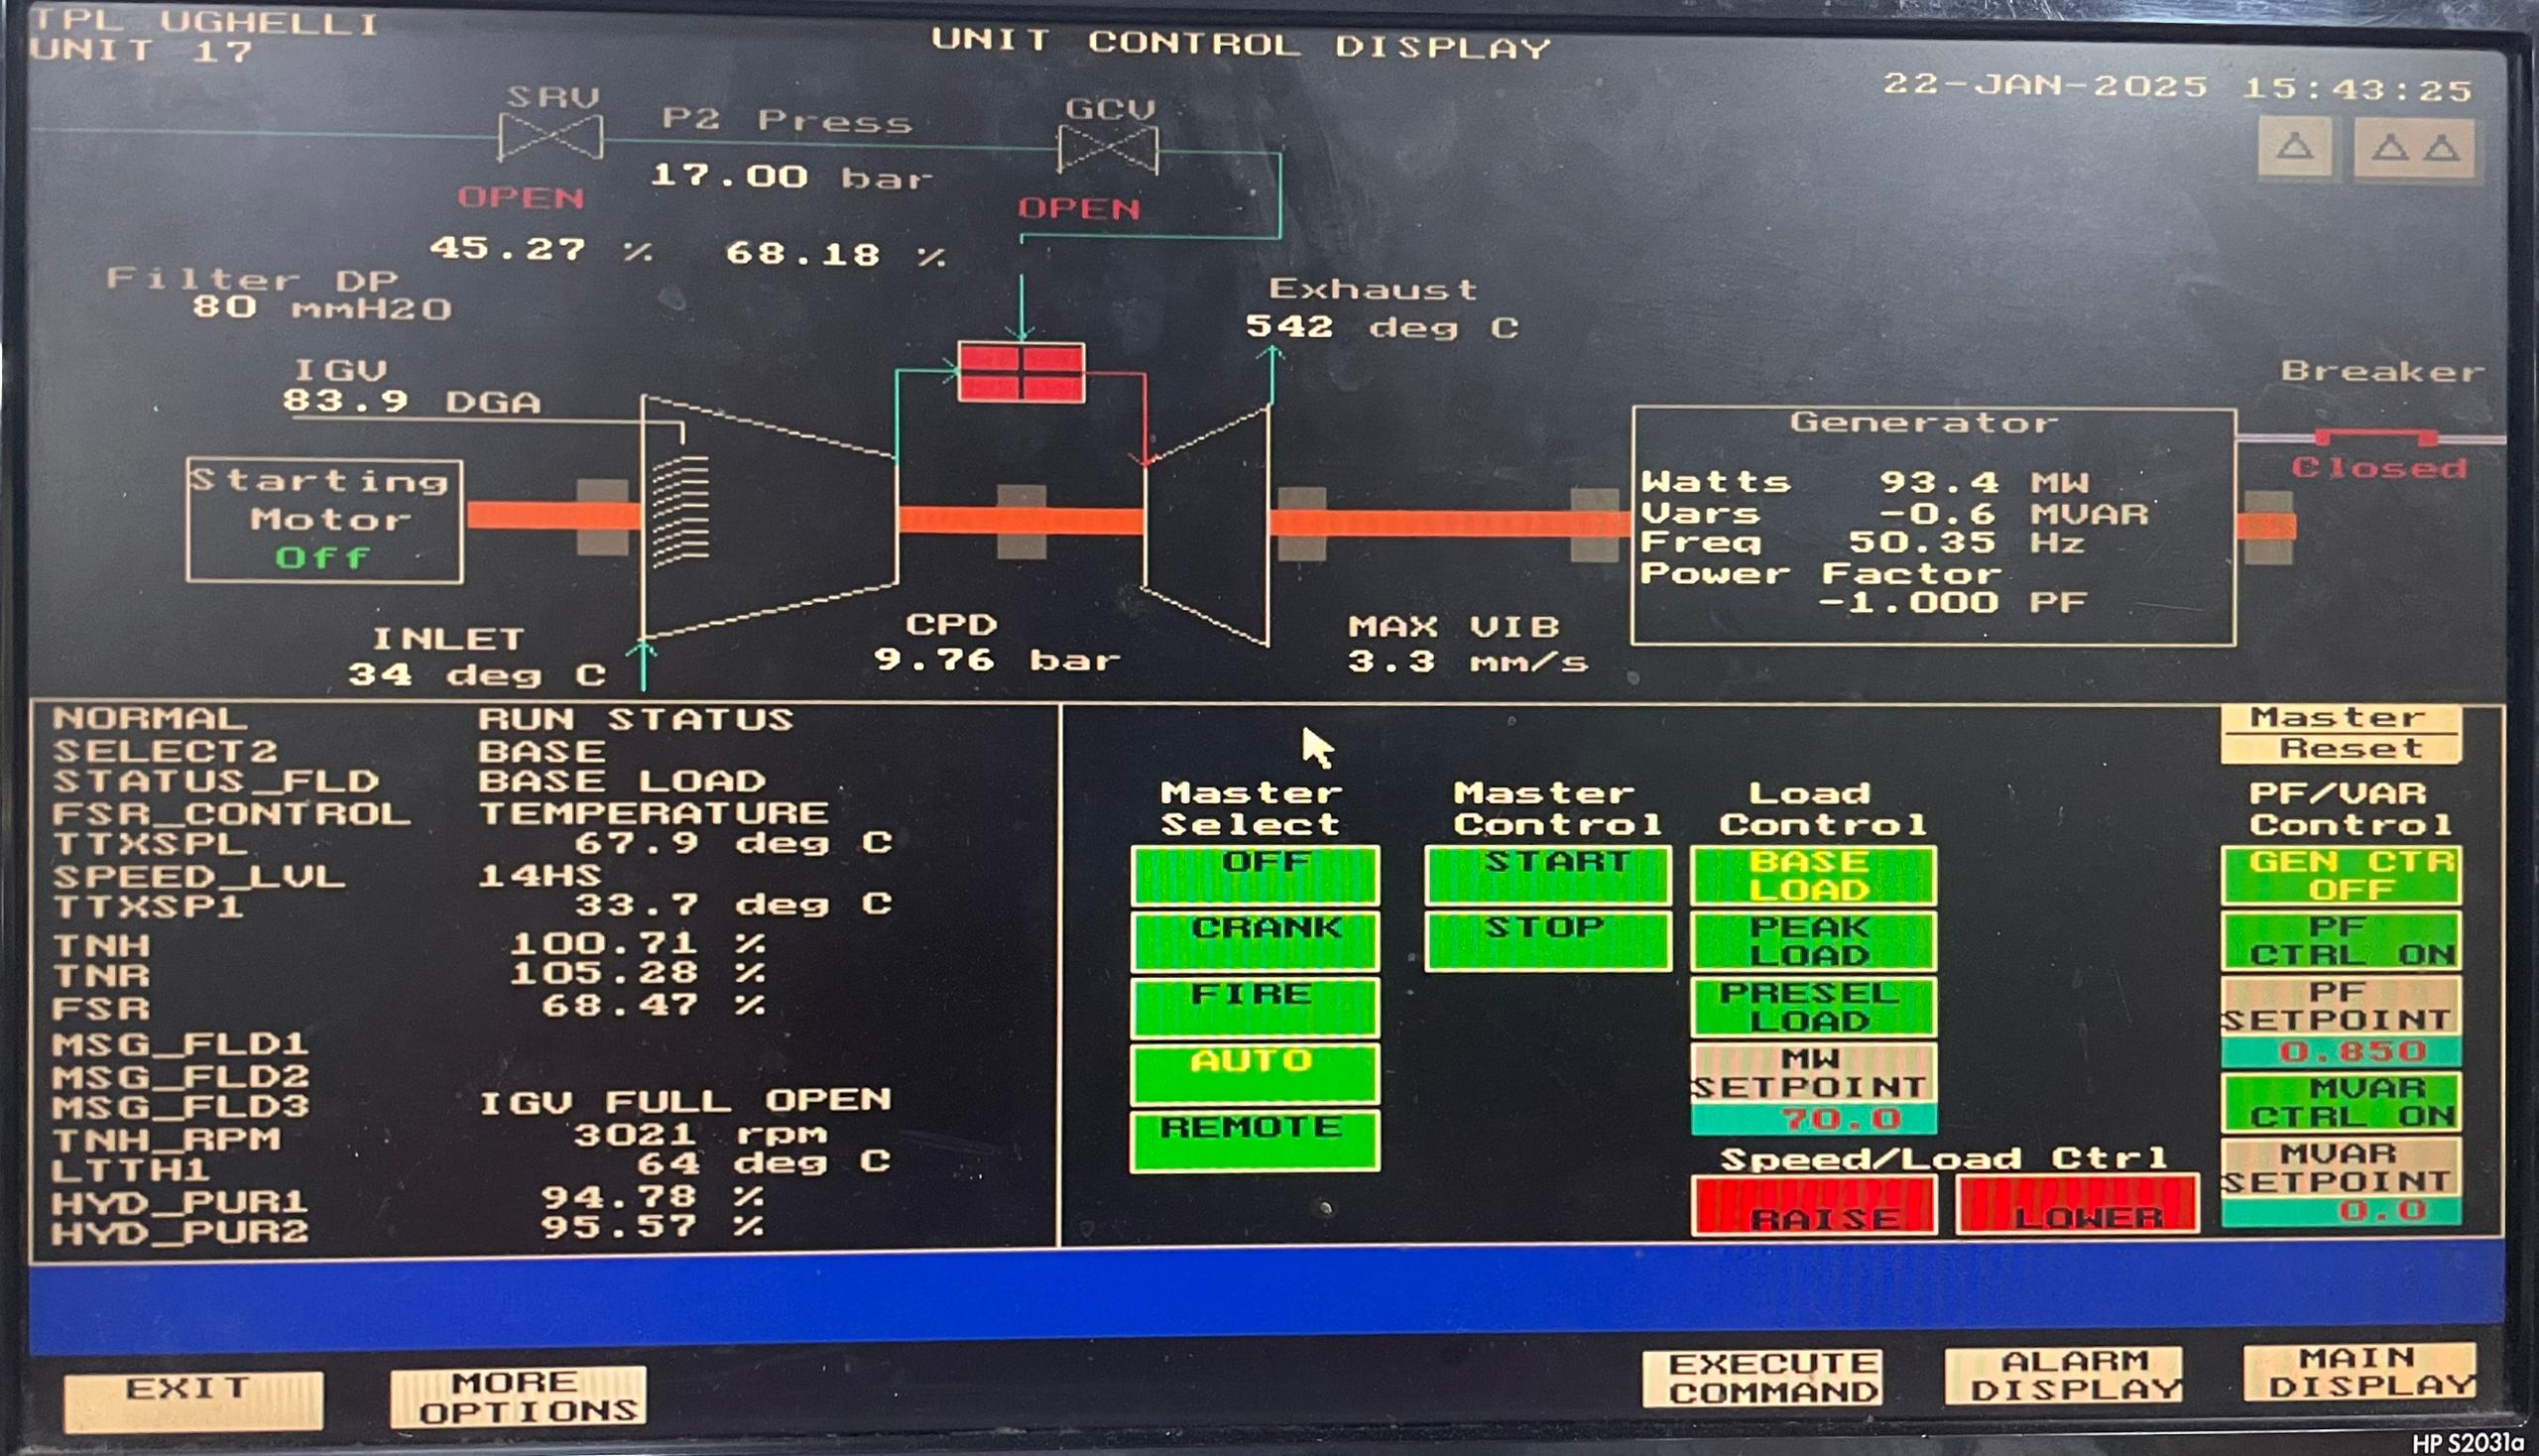 TPL UGHELLI
UNIT 17
UNIT CONTROL DISPLAY
22-JAN-2025 15:43:25
SRV
P2 Press
GCV
17.00 bar
OPEN
OPEN
45.27 %
68.18 %
Filter DP
80 mmH2O
Exhaust
542 deg C
IGV
83.9 DGA
Breaker
Closed
Starting
Motor
Off
Generator
Watts 93.4 MW
Vars -0.6 MVAR
Freq 50.35 Hz
Power Factor
-1.000 PF
INLET
34 deg C
CPD
9.76 bar
MAX VIB
3.3 mm/s
NORMAL RUN STATUS
SELECT2 BASE
STATUS_FLD BASE LOAD
FSR_CONTROL TEMPERATURE
TTXSPL 67.9 deg C
SPEED_LVL 14HS
TTXSP1 33.7 deg C
TNH 100.71 %
TNR 105.28 %
FSR 68.47 %
MSG_FLD1
MSG_FLD2
MSG_FLD3 IGV FULL OPEN
TNH_RPM 3021 rpm
LTTH1 64 deg C
HYD_PUR1 94.78 %
HYD_PUR2 95.57 %
Master
Select
OFF
CRANK
FIRE
AUTO
REMOTE
Master
Control
START
STOP
Load
Control
BASE
LOAD
PEAK
LOAD
PRESEL
LOAD
MW
SETPOINT
70.0
Speed/Load Ctrl
RAISE
LOWER
Master
Reset
PF/VAR
Control
GEN CTR
OFF
PF
CTRL ON
PF
SETPOINT
0.850
MVAR
CTRL ON
MVAR
SETPOINT
0.0
EXIT
MORE
OPTIONS
EXECUTE
COMMAND
ALARM
DISPLAY
MAIN
DISPLAY
HP S2031a